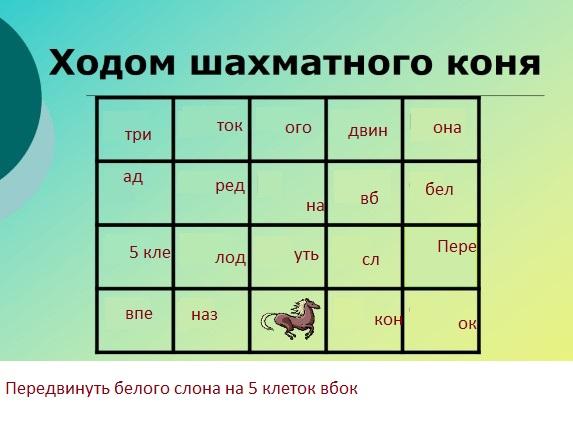 Ходом шахматного коня
три ток ого двин она
ад ред на вб бел
5 кле лод уть сл Пере
впе наз кон ок
Передвинуть белого слона на 5 клеток вбок